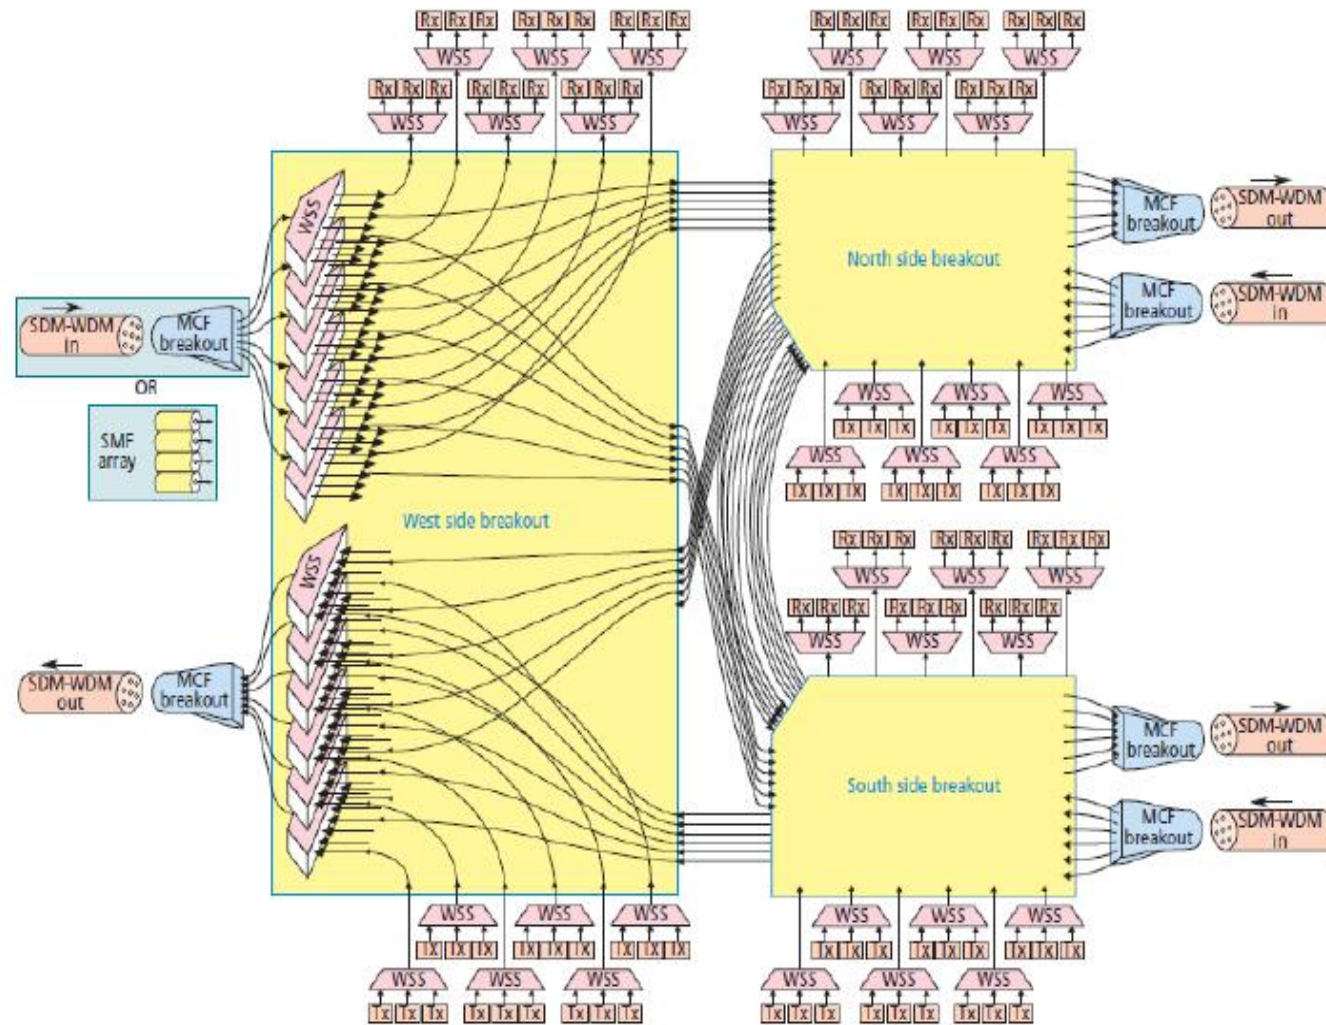 Rx Rx Rx Rx Rx Rx Rx Rx Rx Rx Rx Rx Rx Rx Rx Rx Rx Rx
WSS WSS WSS WSS WSS WSS
Rx Rx Rx Rx Rx Rx Rx Rx Rx Rx Rx Rx Rx Rx Rx Rx Rx Rx
WSS WSS WSS WSS WSS WSS
WSS
MCF
breakout
SDM-WDM
out
North side breakout
MCF
breakout
SDM-WDM
in
SDM-WDM
in
MCF
breakout
OR
SMF
array
WSS WSS WSS
Tx Tx Tx Tx Tx Tx Tx Tx Tx
WSS WSS WSS
Tx Tx Tx Tx Tx Tx Tx Tx Tx
West side breakout
Rx Rx Rx Rx Rx Rx Rx Rx Rx
WSS WSS WSS
Rx Rx Rx Rx Rx Rx Rx Rx Rx
WSS WSS WSS
WSS
SDM-WDM
out
MCF
breakout
MCF
breakout
SDM-WDM
out
South side breakout
MCF
breakout
SDM-WDM
in
WSS WSS WSS WSS WSS WSS
Tx Tx Tx Tx Tx Tx Tx Tx Tx Tx Tx Tx Tx Tx Tx Tx Tx Tx
WSS WSS WSS WSS WSS WSS
Tx Tx Tx Tx Tx Tx Tx Tx Tx Tx Tx Tx Tx Tx Tx Tx Tx Tx